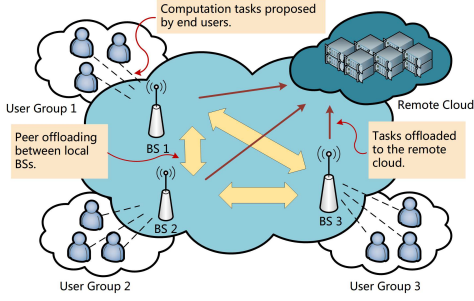 Computation tasks proposed
by end users.
User Group 1
BS 1
Remote Cloud
Peer offloading
between local
BSs.
Tasks offloaded
to the remote
cloud.
BS 2
BS 3
User Group 2
User Group 3